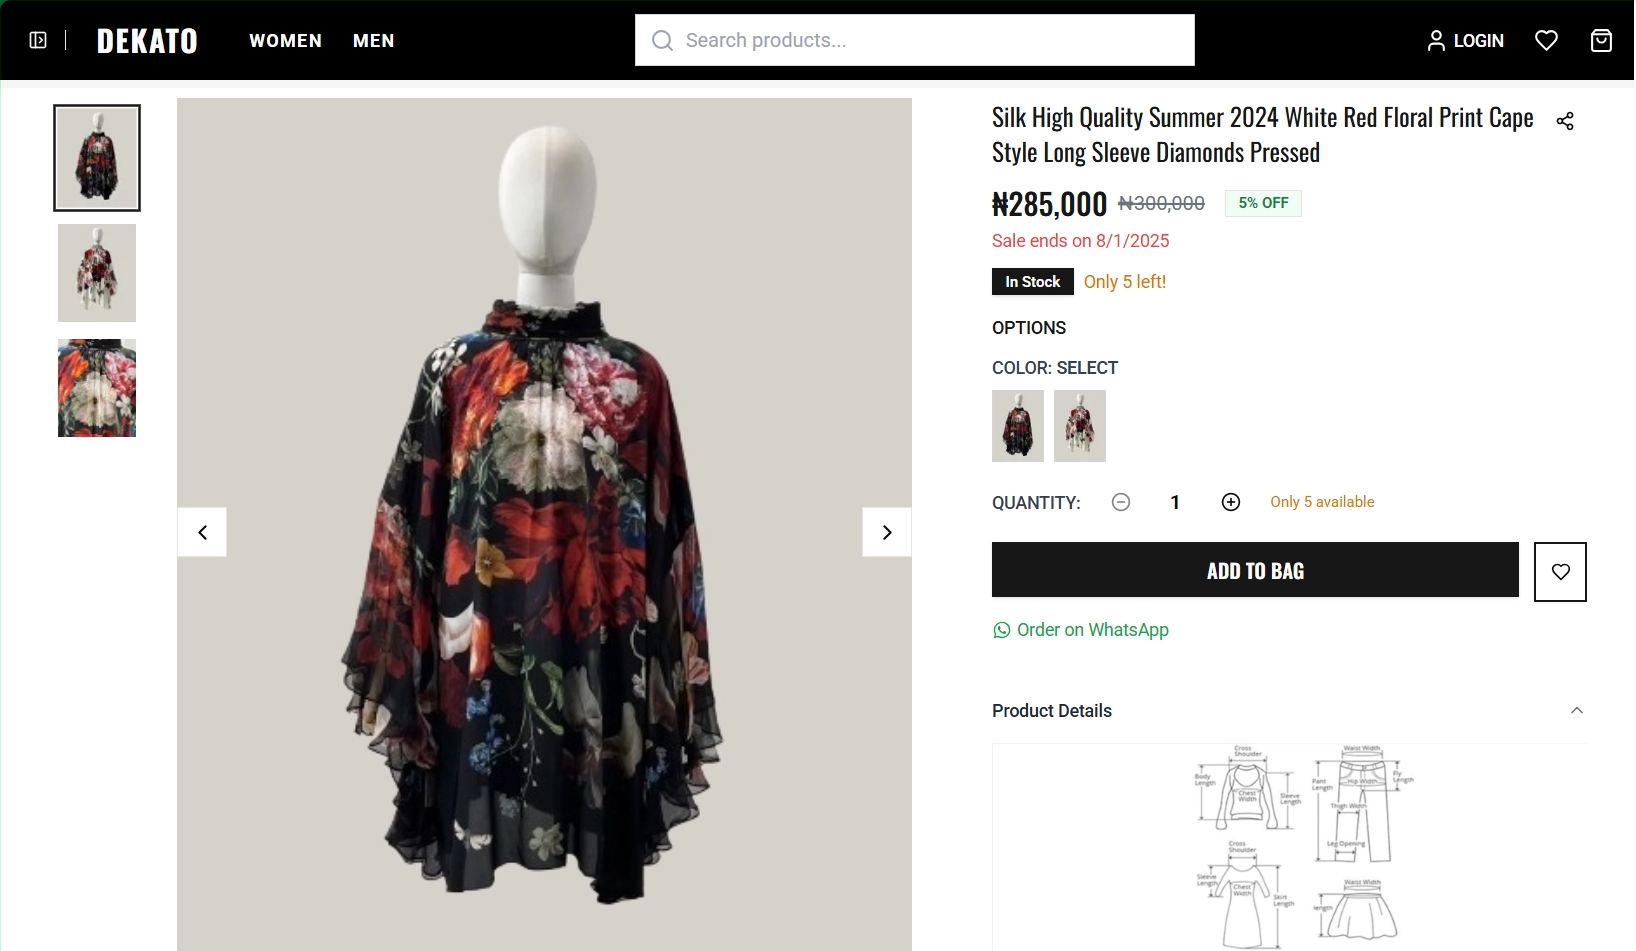 DEKATO
WOMEN MEN
Search products...
LOGIN
Silk High Quality Summer 2024 White Red Floral Print Cape
Style Long Sleeve Diamonds Pressed
₦285,000 ₦300,000 5% OFF
Sale ends on 8/1/2025
In Stock Only 5 left!
OPTIONS
COLOR: SELECT
QUANTITY: 1 Only 5 available
ADD TO BAG
Order on WhatsApp
Product Details
Cross
Shoulder
Body
Length
Chest
Width
Sleeve
Length
Waist Width
Pant
Length
Hip Width
Fly
Length
Thigh Width
Leg Opening
Cross
Shoulder
Sleeve
Length
Chest
Width
Skirt
Length
Waist Width
length